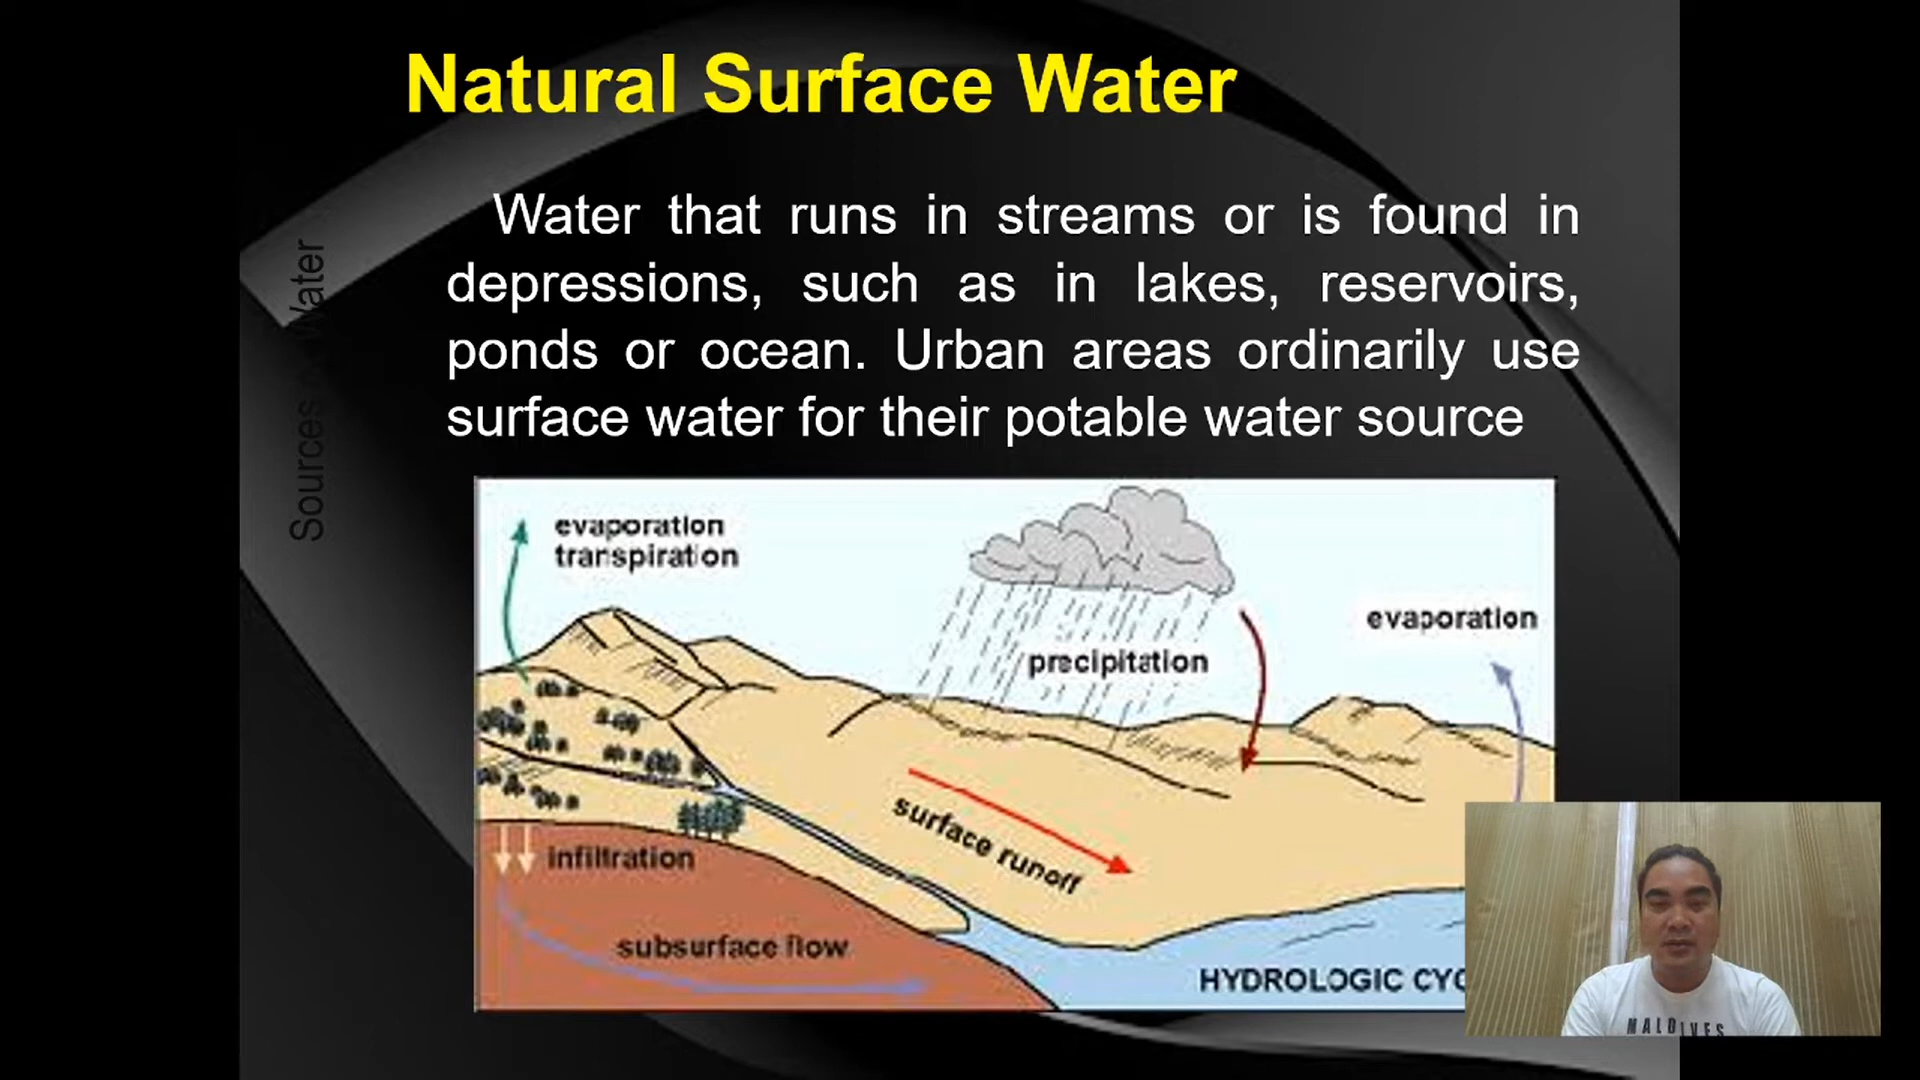 Natural Surface Water
Water that runs in streams or is found in
depressions, such as in lakes, reservoirs,
ponds or ocean. Urban areas ordinarily use
surface water for their potable water source
Sources Water
evaporation
transpiration
precipitation
evaporation
surface runoff
infiltration
subsurface flow
HYDROLOGIC
MALDIVES